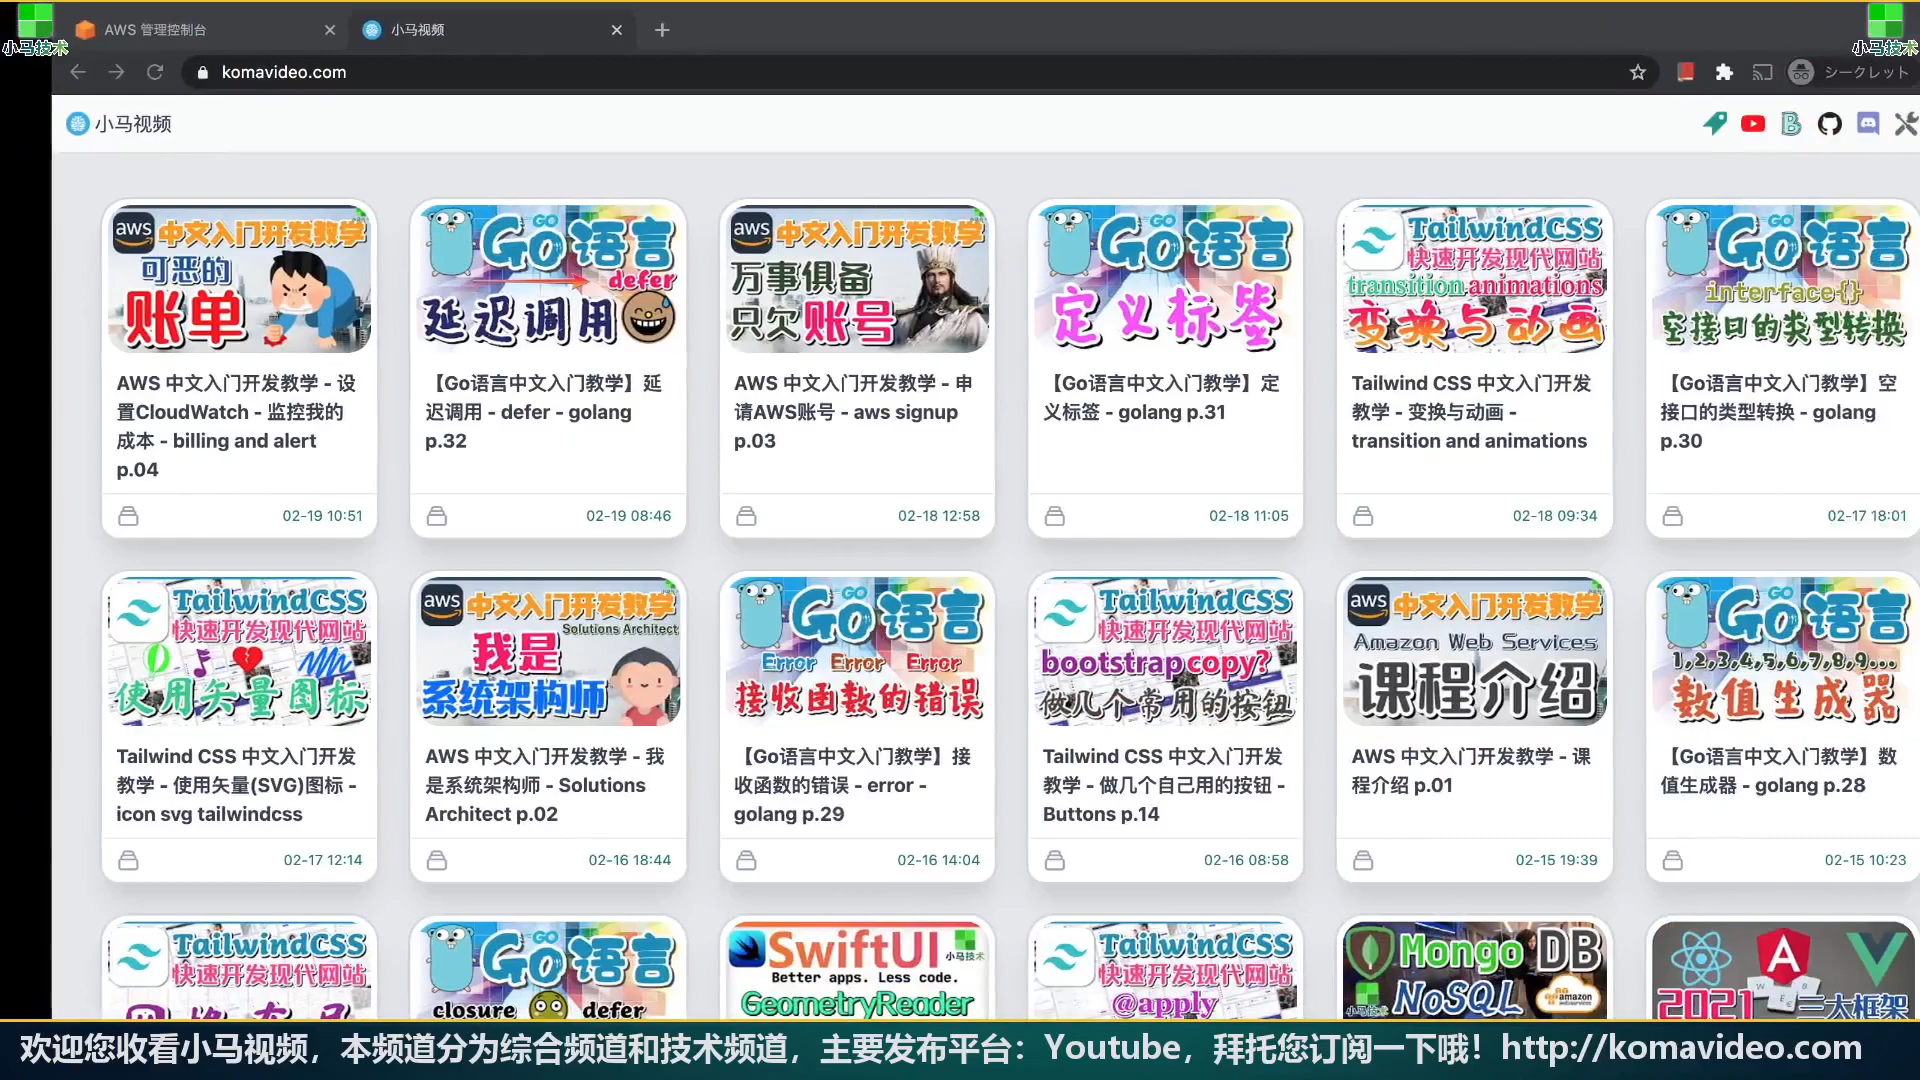 AWS 管理控制台
小马视频
小马技术
小马技术
komavideo.com
シークレット
小马视频
aws 中文入门开发教学
可恶的
账单
AWS 中文入门开发教学 - 设
置CloudWatch - 监控我的
成本 - billing and alert
p.04
02-19 10:51
GO
Go语言
defer
延迟调用
【Go语言中文入门教学】延
迟调用 - defer - golang
p.32
02-19 08:46
aws 中文入门开发教学
万事俱备
只欠账号
AWS 中文入门开发教学 - 申
请AWS账号 - aws signup
p.03
02-18 12:58
GO
Go语言
定义标签
【Go语言中文入门教学】定
义标签 - golang p.31
02-18 11:05
TailwindCSS
快速开发现代网站
transition animations
变换与动画
Tailwind CSS 中文入门开发
教学 - 变换与动画 -
transition and animations
02-18 09:34
GO
Go语言
interface{}
空接口的类型转换
【Go语言中文入门教学】空
接口的类型转换 - golang
p.30
02-17 18:01
TailwindCSS
快速开发现代网站
使用矢量图标
Tailwind CSS 中文入门开发
教学 - 使用矢量(SVG)图标 -
icon svg tailwindcss
02-17 12:14
aws 中文入门开发教学
Solutions Architect
我是
系统架构师
AWS 中文入门开发教学 - 我
是系统架构师 - Solutions
Architect p.02
02-16 18:44
GO
Go语言
Error Error Error
接收函数的错误
【Go语言中文入门教学】接
收函数的错误 - error -
golang p.29
02-16 14:04
TailwindCSS
快速开发现代网站
bootstrap copy?
做几个常用的按钮
Tailwind CSS 中文入门开发
教学 - 做几个自己用的按钮 -
Buttons p.14
02-16 08:58
aws 中文入门开发教学
Amazon Web Services
课程介绍
AWS 中文入门开发教学 - 课
程介绍 p.01
02-15 19:39
GO
Go语言
1,2,3,4,5,6,7,8,9...
数值生成器
【Go语言中文入门教学】数
值生成器 - golang p.28
02-15 10:23
TailwindCSS
快速开发现代网站
GO
Go语言
closure defer
SwiftUI
小马技术
Better apps. Less code.
GeometryReader
TailwindCSS
快速开发现代网站
@apply
Mongo DB
NoSQL
小马技术
amazon
2021 三大框架
欢迎您收看小马视频，本频道分为综合频道和技术频道，主要发布平台：Youtube，拜托您订阅一下哦！http://komavideo.com